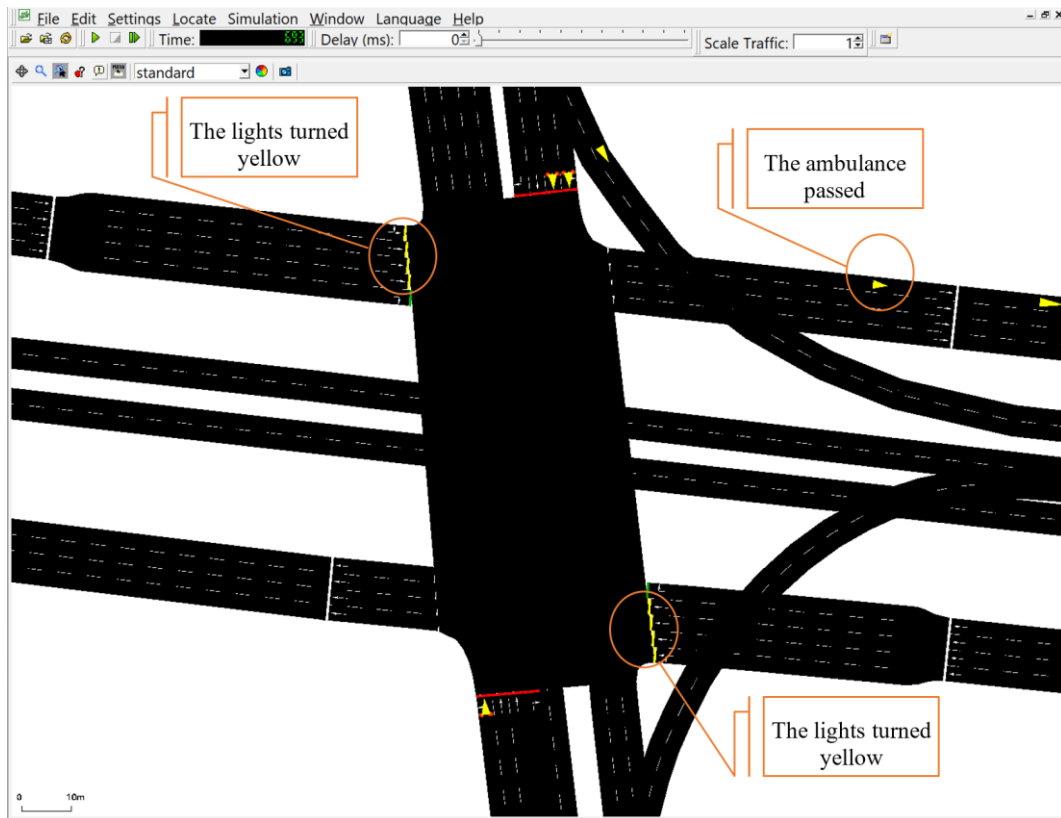 File Edit Settings Locate Simulation Window Language Help
Time: 693 Delay (ms): 0 Scale Traffic: 1
standard
The lights turned
yellow
The ambulance
passed
The lights turned
yellow
0 10m